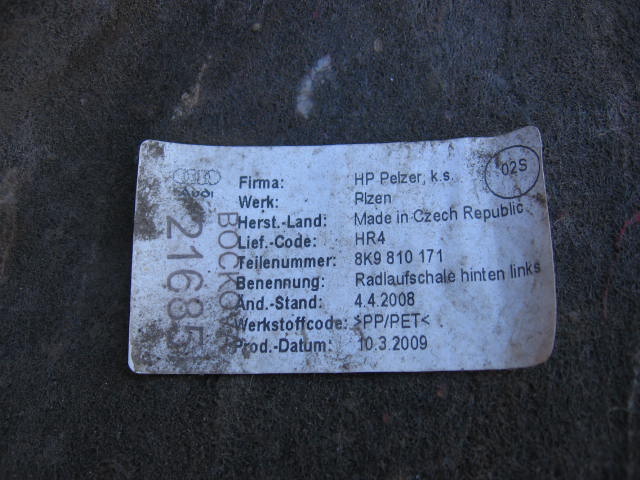 Audi
Firma: HP Pelzer, k.s.
02S
Werk: Plzen
Herst.-Land: Made in Czech Republic
Lief.-Code: HR4
Teilenummer: 8K9 810 171
Benennung: Radlaufschale hinten links
Änd.-Stand: 4.4.2008
Werkstoffcode: >PP/PET<
Prod.-Datum: 10.3.2009
21685